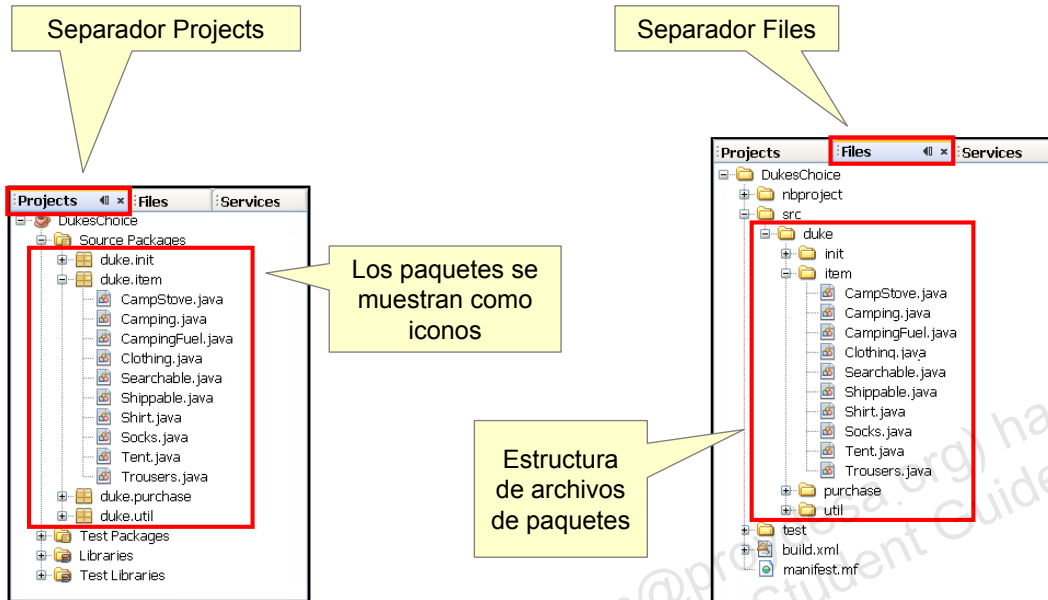 Separador Projects
Separador Files
Projects
Files
Services
DukesChoice
Source Packages
duke.init
duke.item
CampStove.java
Camping.java
CampingFuel.java
Clothing.java
Searchable.java
Shippable.java
Shirt.java
Socks.java
Tent.java
Trousers.java
duke.purchase
duke.util
Test Packages
Libraries
Test Libraries
Los paquetes se
muestran como
iconos
Projects
Files
Services
DukesChoice
nbproject
src
duke
init
item
CampStove.java
Camping.java
CampingFuel.java
Clothing.java
Searchable.java
Shippable.java
Shirt.java
Socks.java
Tent.java
Trousers.java
purchase
util
test
build.xml
manifest.mf
Estructura
de archivos
de paquetes